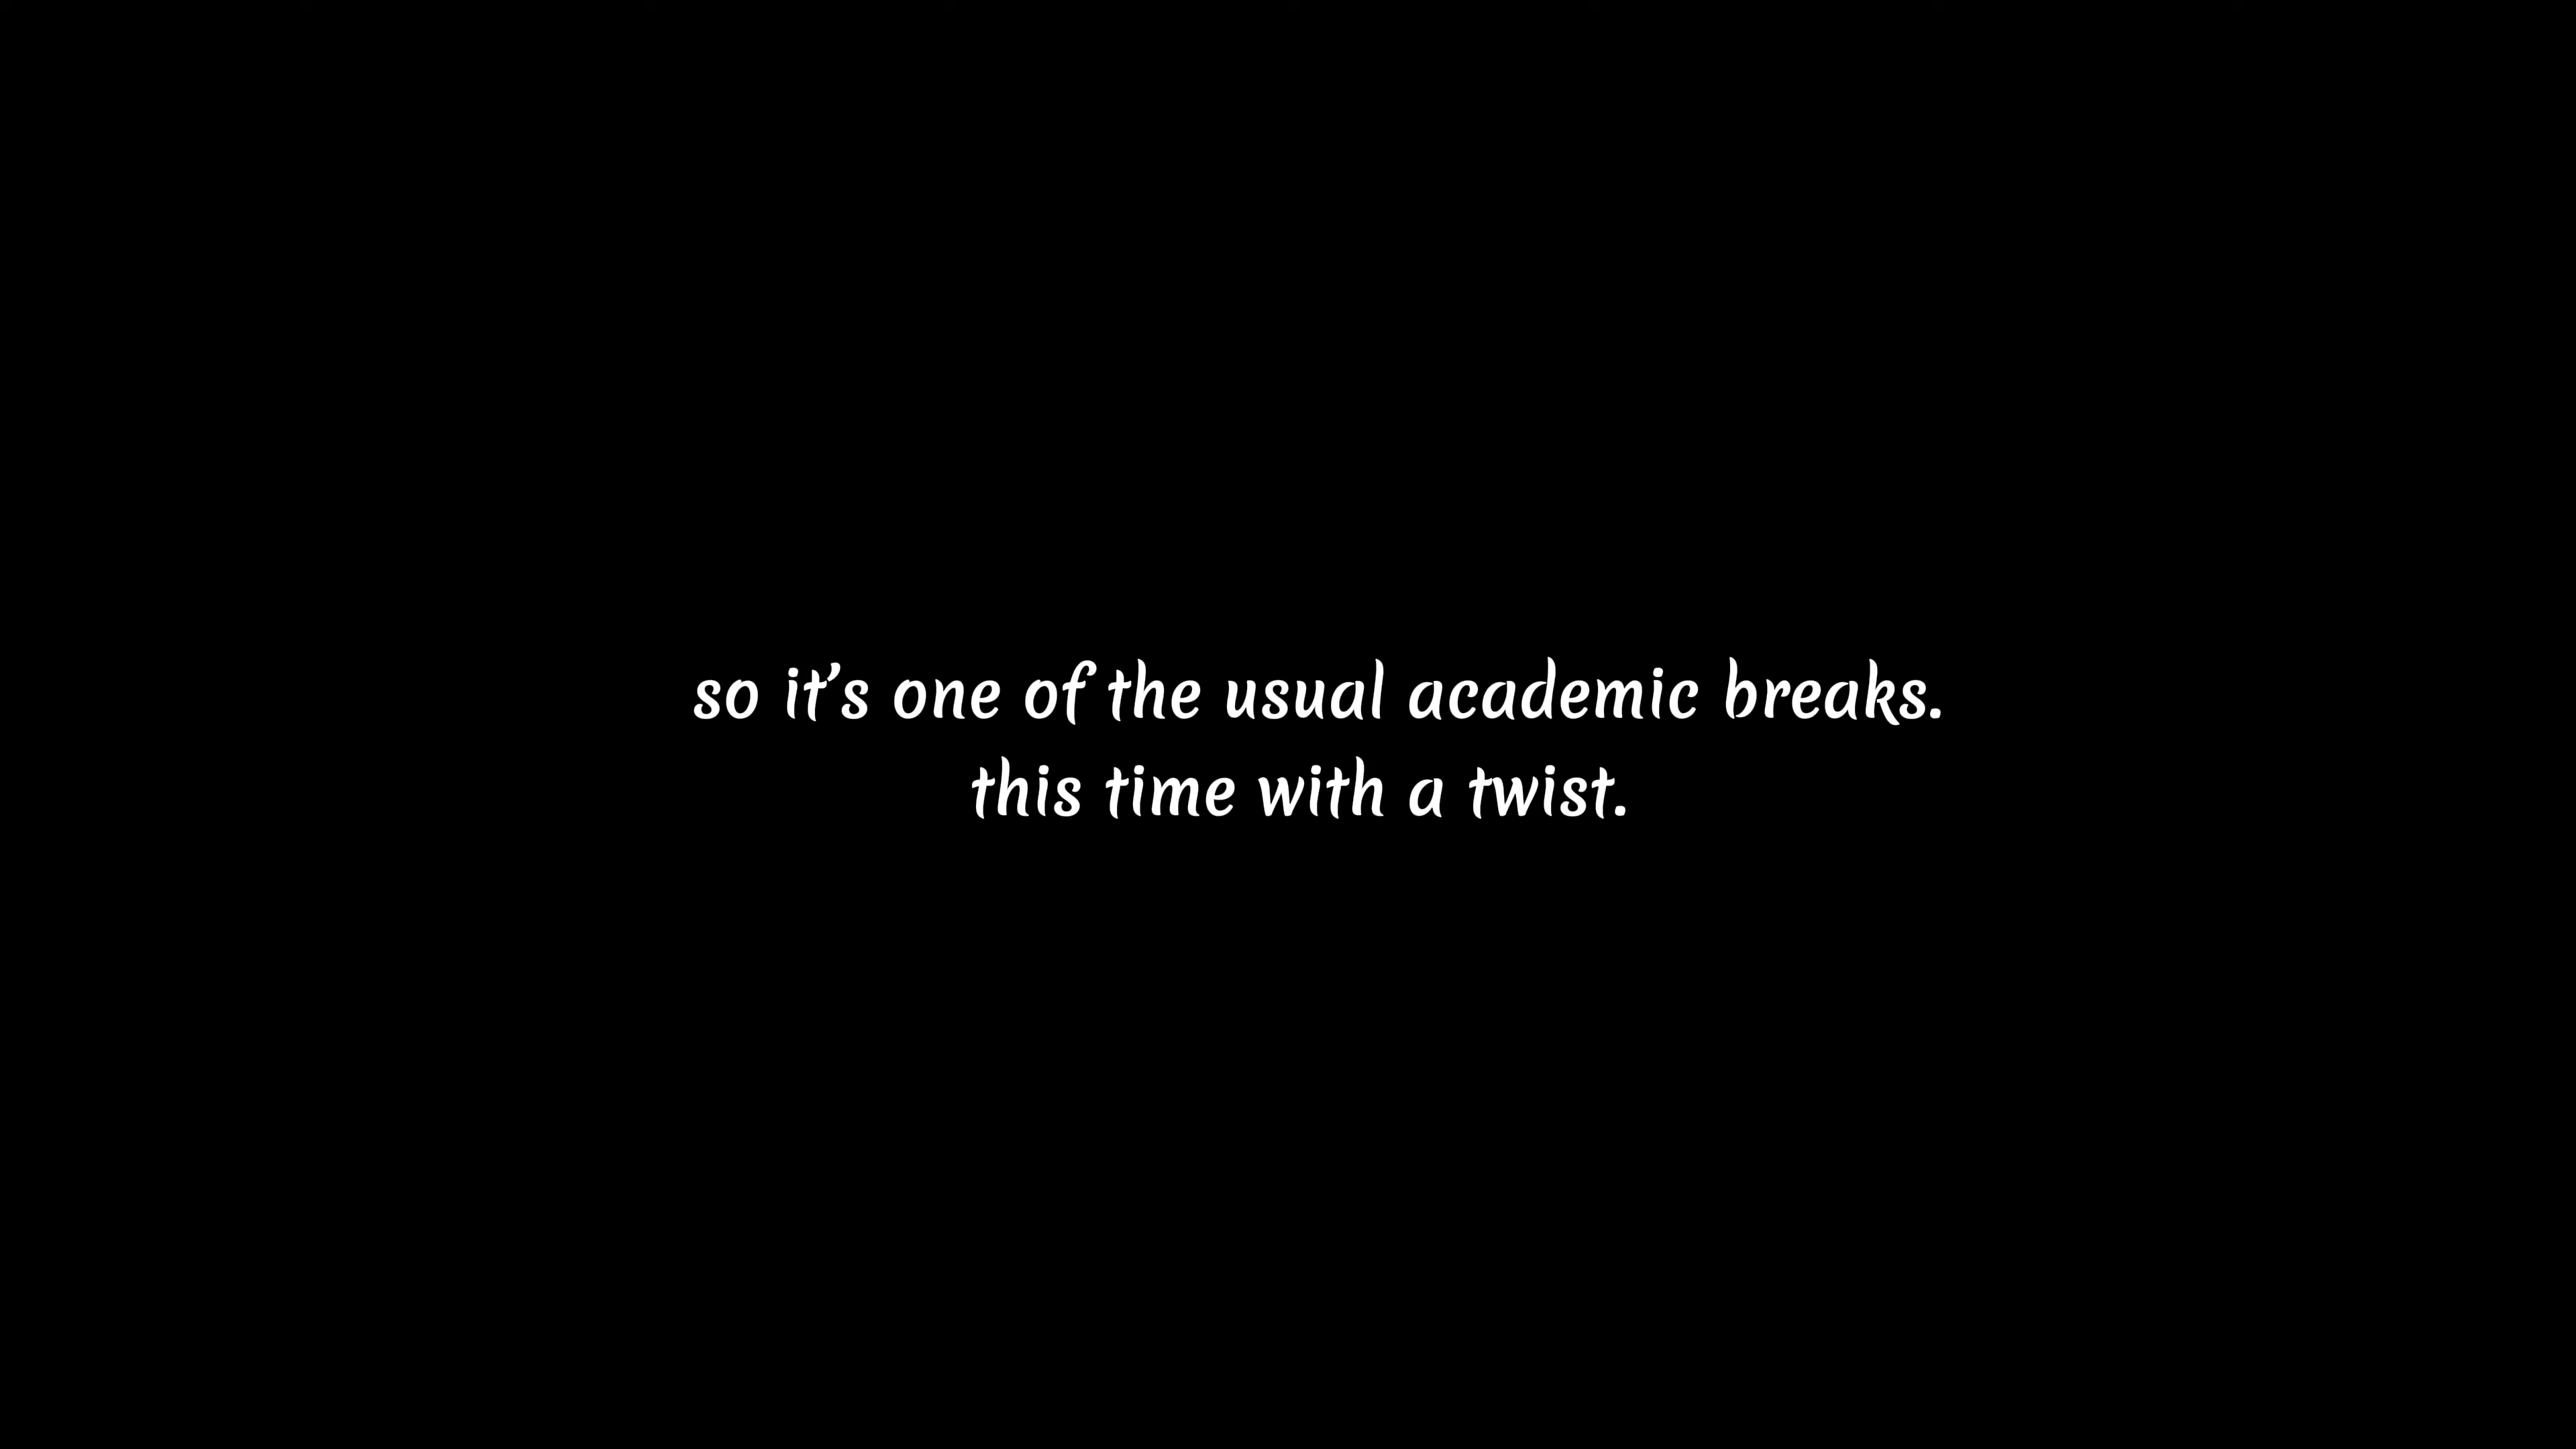 so it’s one of the usual academic breaks.
this time with a twist.